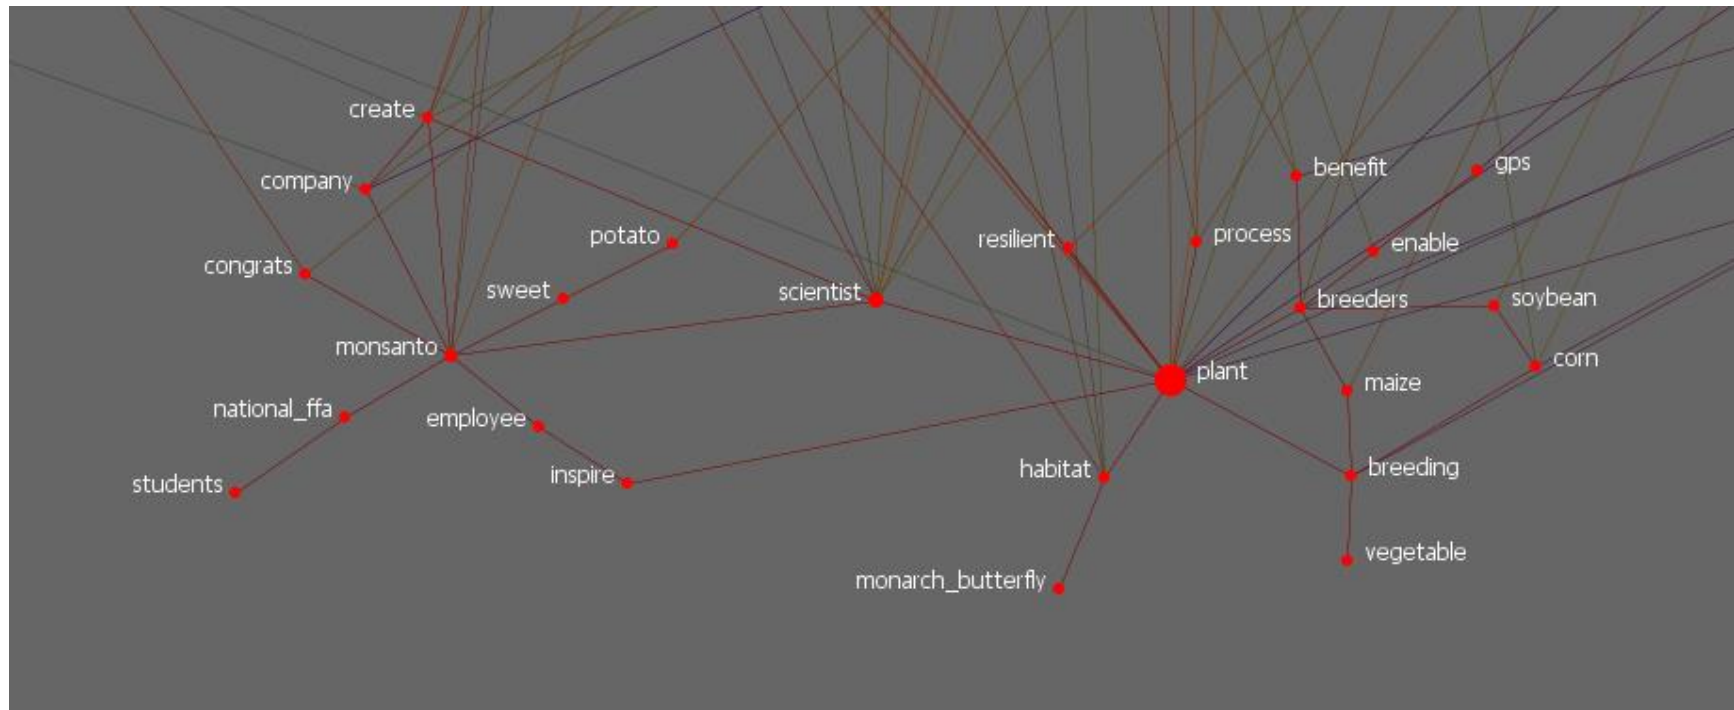 create
benefit
gps
company
potato
resilient
process
enable
congrats
sweet
scientist
breeders
soybean
monsanto
corn
plant
maize
national_ffa
employee
habitat
breeding
inspire
students
vegetable
monarch_butterfly